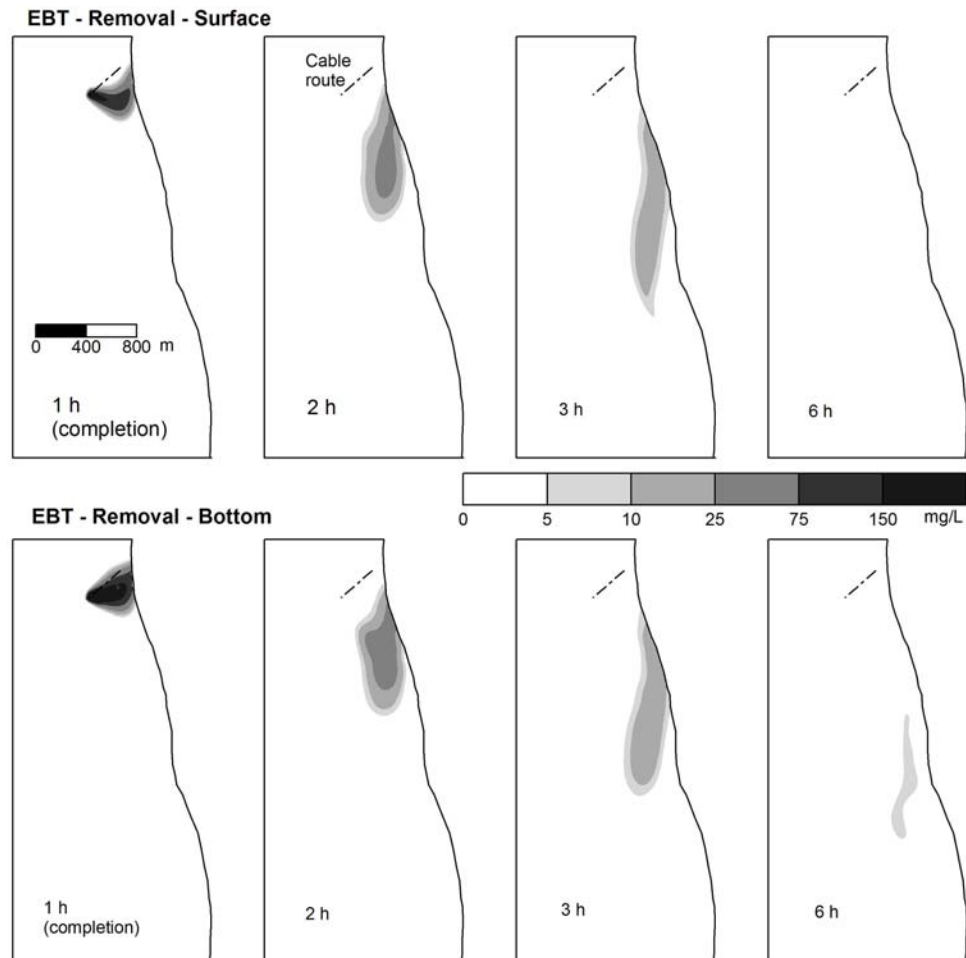 EBT - Removal - Surface
Cable
route
0 400 800 m
1 h
(completion)
2 h
3 h
6 h
0 5 10 25 75 150 mg/L
EBT - Removal - Bottom
1 h
(completion)
2 h
3 h
6 h